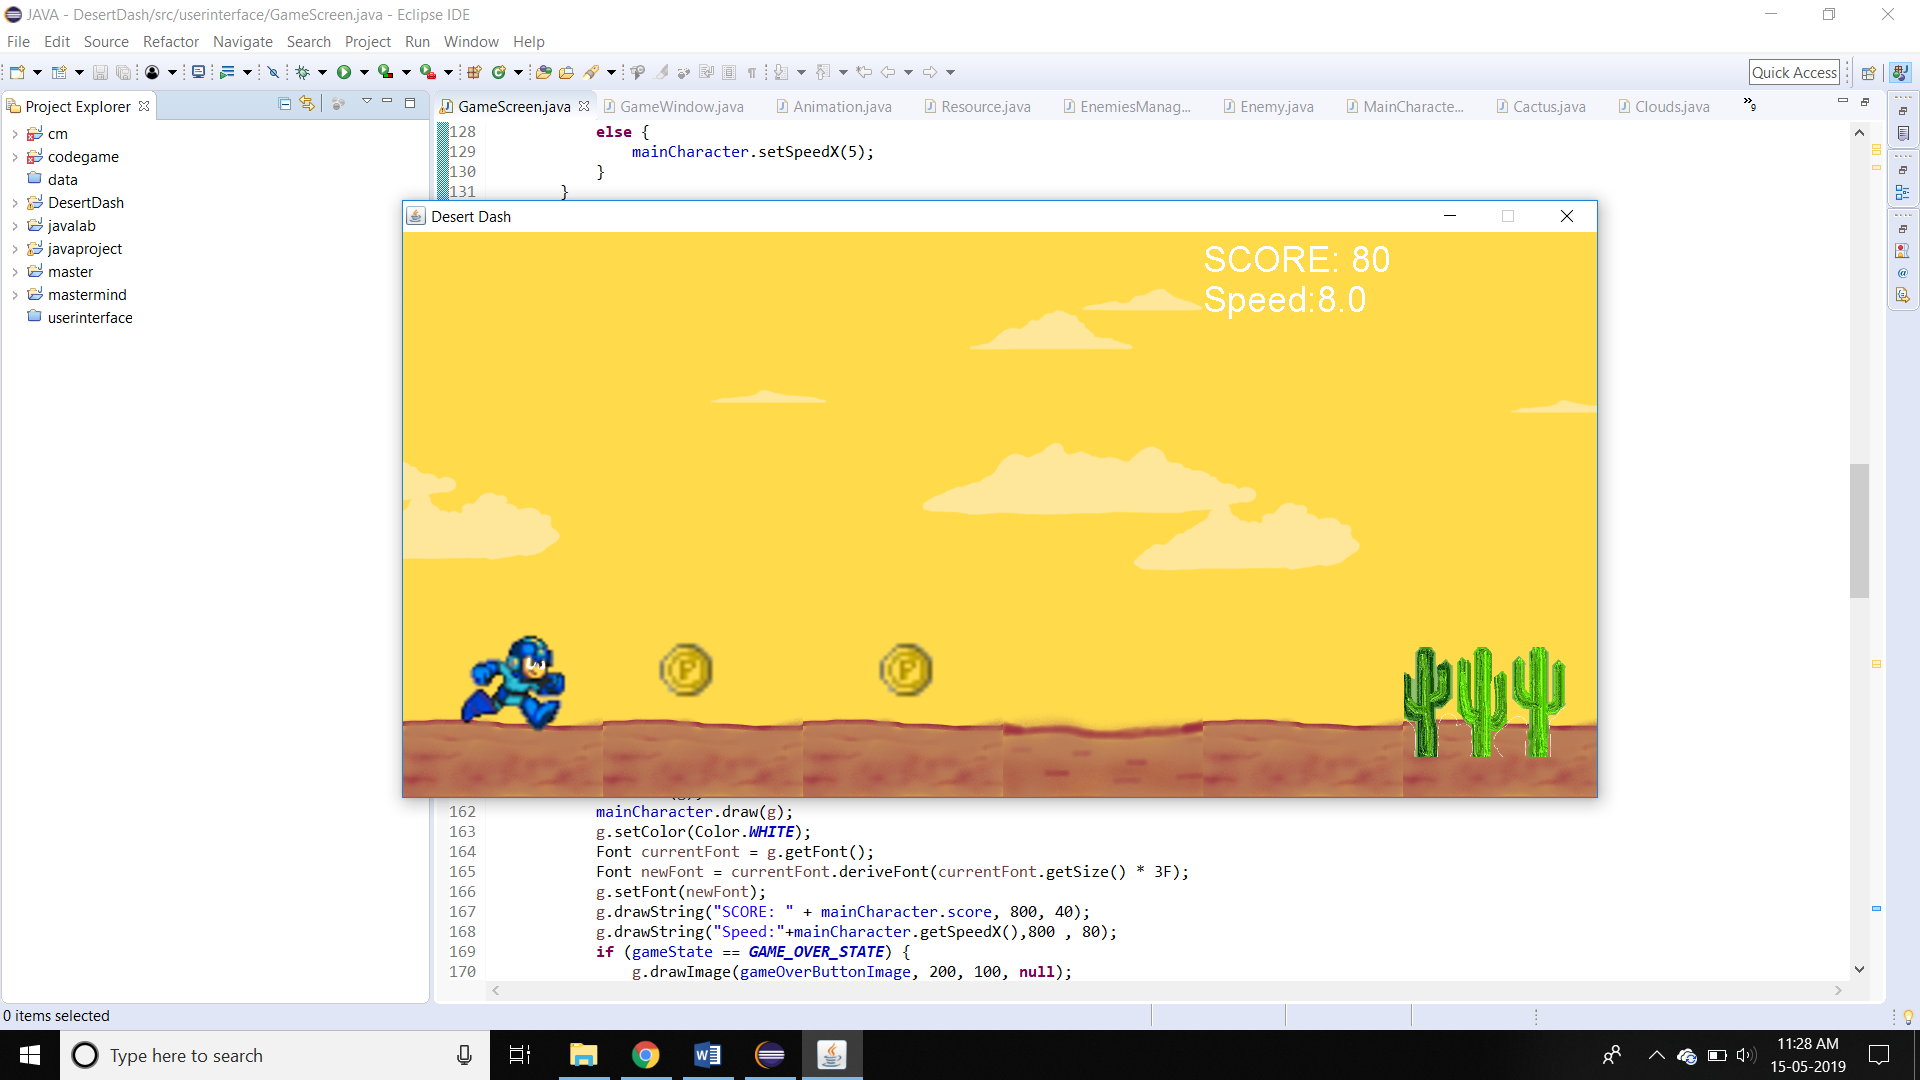 JAVA - DesertDash/src/userinterface/GameScreen.java - Eclipse IDE
File Edit Source Refactor Navigate Search Project Run Window Help
Quick Access
Project Explorer
GameScreen.java GameWindow.java Animation.java Resource.java EnemiesManag... Enemy.java MainCharacte... Cactus.java Clouds.java »9
cm
codegame
data
DesertDash
javalab
javaproject
master
mastermind
userinterface
128 else {
129 mainCharacter.setSpeedX(5);
130 }
131 }
Desert Dash
SCORE: 80
Speed:8.0
P P
162 mainCharacter.draw(g);
163 g.setColor(Color.WHITE);
164 Font currentFont = g.getFont();
165 Font newFont = currentFont.deriveFont(currentFont.getSize() * 3F);
166 g.setFont(newFont);
167 g.drawString("SCORE: " + mainCharacter.score, 800, 40);
168 g.drawString("Speed:"+mainCharacter.getSpeedX(),800 , 80);
169 if (gameState == GAME_OVER_STATE) {
170 g.drawImage(gameOverButtonImage, 200, 100, null);
0 items selected
Type here to search
11:28 AM
15-05-2019